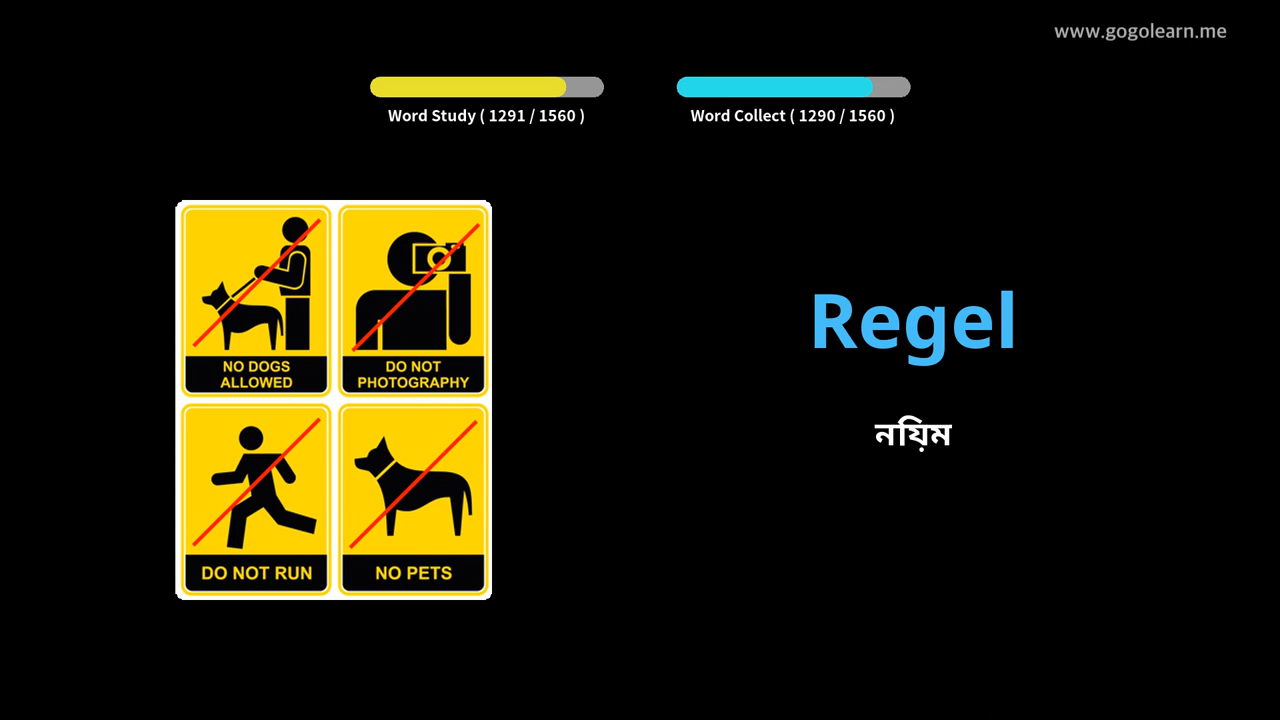 www.gogolearn.me
Word Study ( 1291 / 1560 )
Word Collect ( 1290 / 1560 )
NO DOGS
ALLOWED
DO NOT
PHOTOGRAPHY
DO NOT RUN
NO PETS
Regel
নয়িম